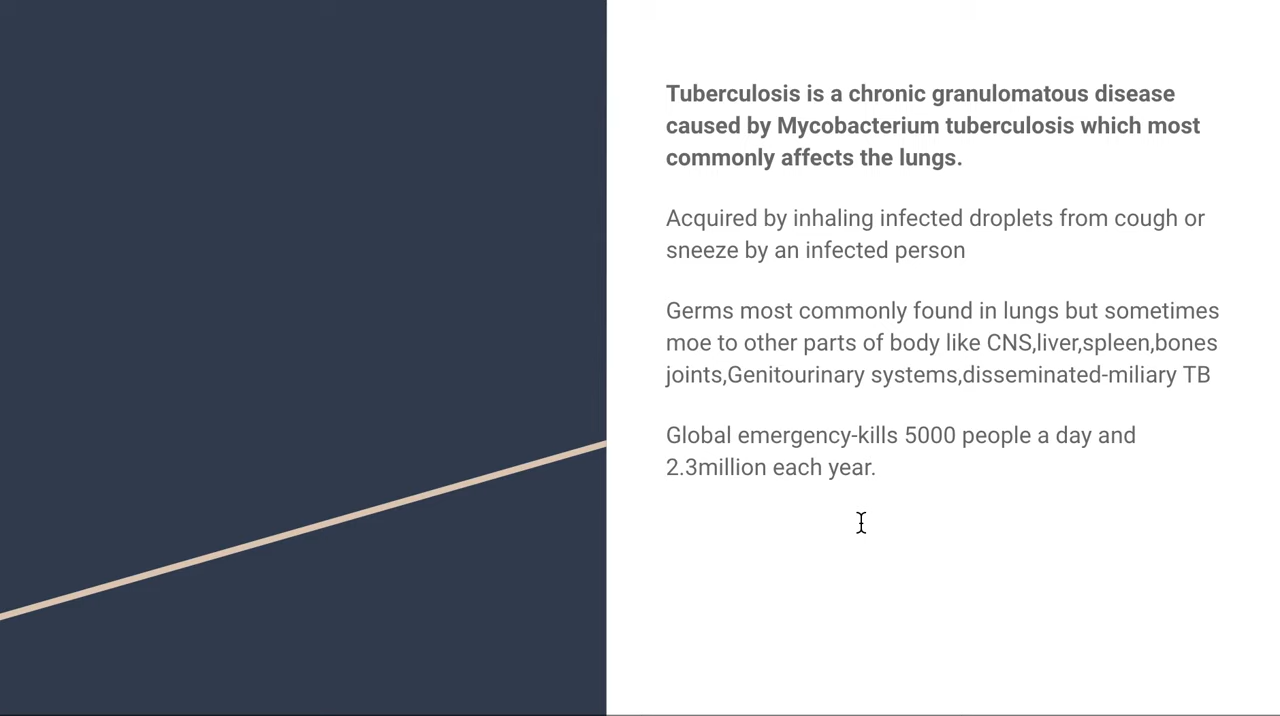 Tuberculosis is a chronic granulomatous disease
caused by Mycobacterium tuberculosis which most
commonly affects the lungs.
Acquired by inhaling infected droplets from cough or
sneeze by an infected person
Germs most commonly found in lungs but sometimes
moe to other parts of body like CNS,liver,spleen,bones
joints,Genitourinary systems,disseminated-miliary TB
Global emergency-kills 5000 people a day and
2.3million each year.